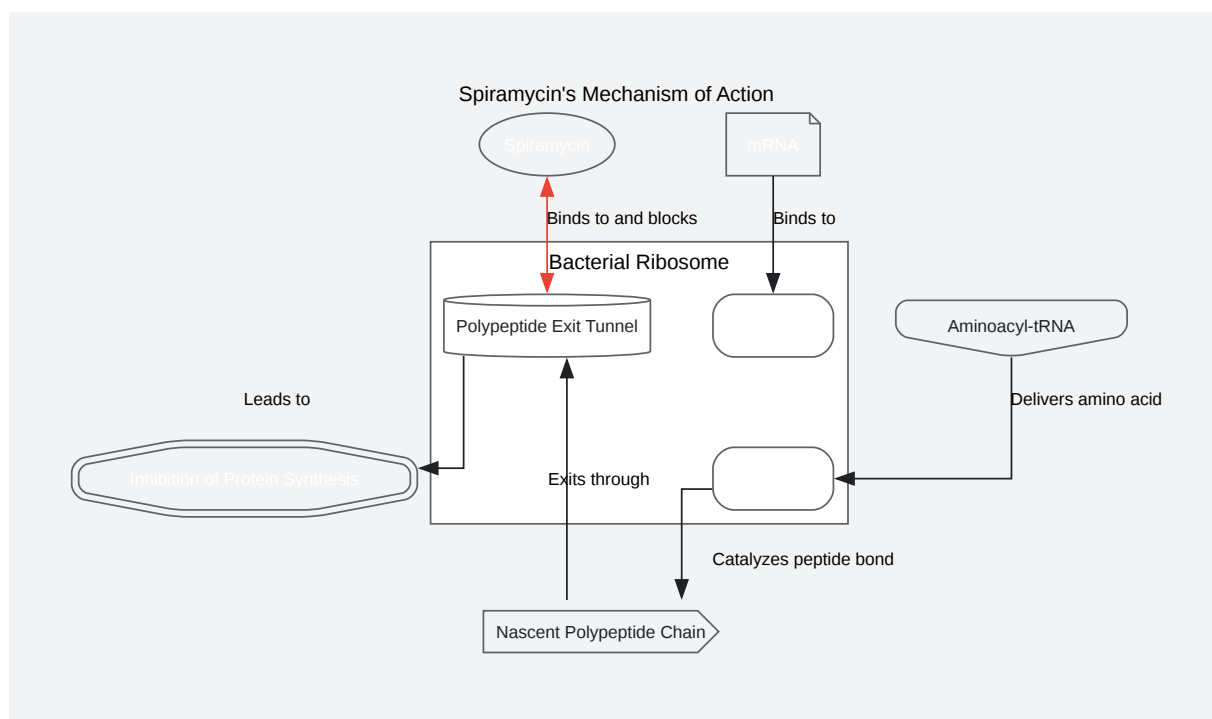 Spiramycin's Mechanism of Action
Spiramycin
mRNA
Binds to and blocks
Binds to
Bacterial Ribosome
Polypeptide Exit Tunnel
Aminoacyl-tRNA
Leads to
Delivers amino acid
Inhibition of Protein Synthesis
Exits through
Catalyzes peptide bond
Nascent Polypeptide Chain